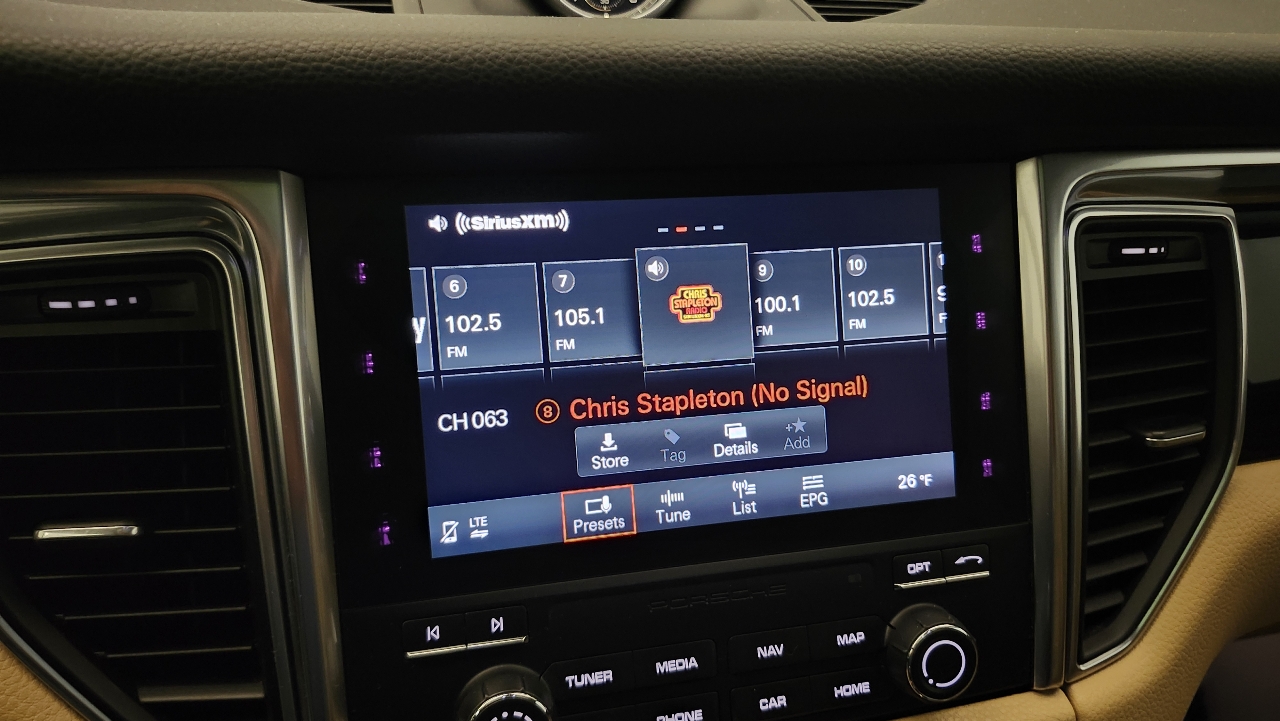 SiriusXM
6
102.5
FM
7
105.1
FM
CHRIS
STAPLETON
RADIO
9
100.1
FM
10
102.5
FM
CH 063
8 Chris Stapleton (No Signal)
Store
Tag
Details
Add
LTE
Presets
Tune
List
EPG
26 °F
PORSCHE
OPT
TUNER
MEDIA
NAV
MAP
PHONE
CAR
HOME